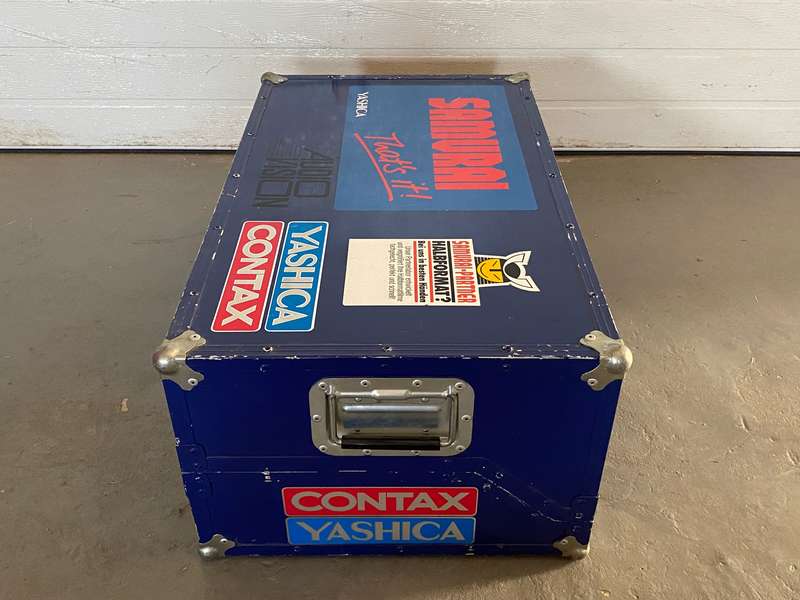 SAMURAI
That's it!
YASHICA
AUDIO
VISION
YASHICA
CONTAX
SAMURAI-PARTNER
HALBFORMAT?
Bei uns in besten Händen
CONTAX
YASHICA